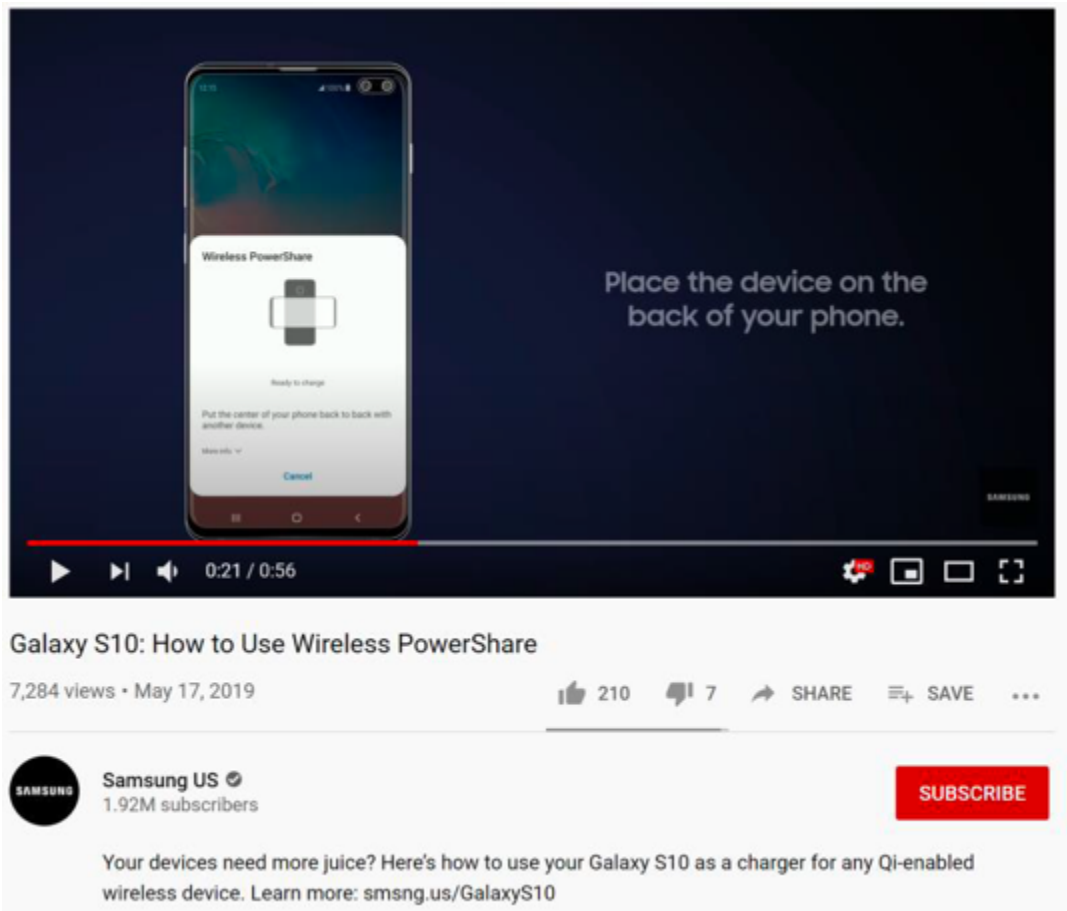 12:15
100%
Wireless PowerShare
Ready to charge
Put the center of your phone back to back with
another device.
More info
Cancel
Place the device on the
back of your phone.
SAMSUNG
0:21 / 0:56
HD
Galaxy S10: How to Use Wireless PowerShare
7,284 views • May 17, 2019
210
7
SHARE
SAVE
SAMSUNG
Samsung US
1.92M subscribers
SUBSCRIBE
Your devices need more juice? Here's how to use your Galaxy S10 as a charger for any Qi-enabled
wireless device. Learn more: smsng.us/GalaxyS10